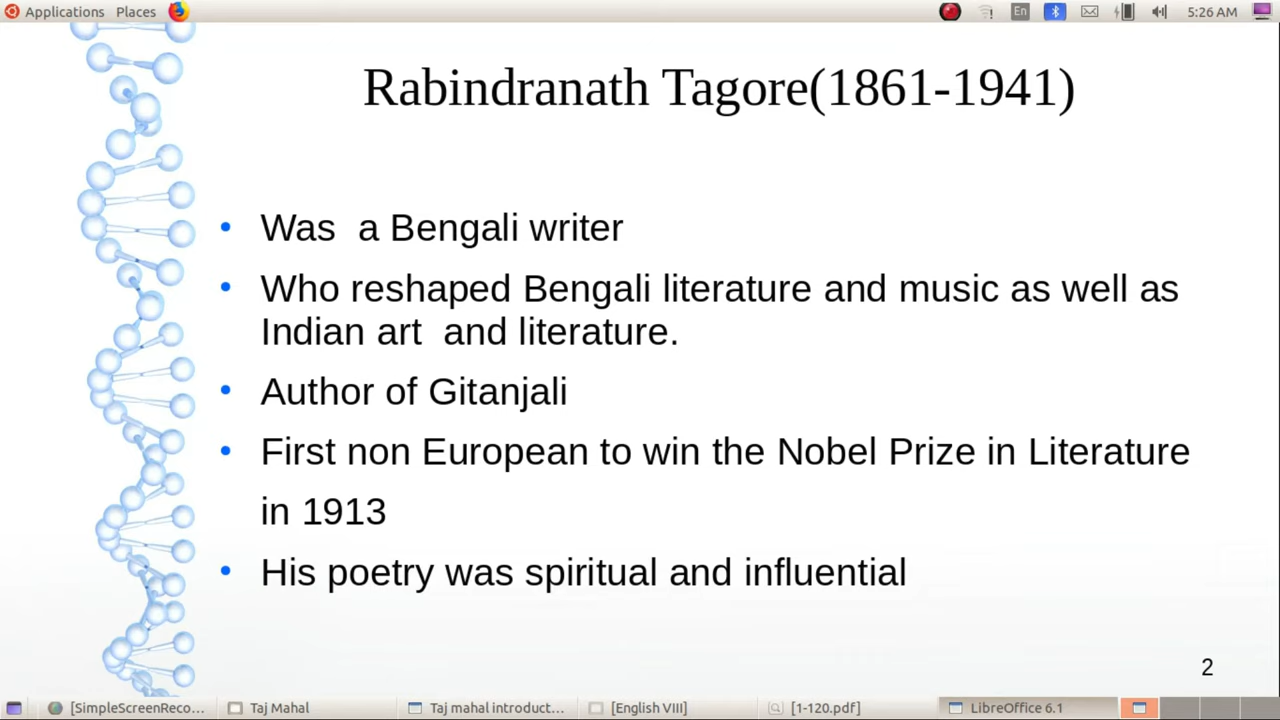 Applications Places En 5:26 AM
Rabindranath Tagore(1861-1941)
• Was a Bengali writer
• Who reshaped Bengali literature and music as well as
Indian art and literature.
• Author of Gitanjali
• First non European to win the Nobel Prize in Literature
in 1913
• His poetry was spiritual and influential
2
[SimpleScreenReco... Taj Mahal Taj mahal introduct... [English VIII] [1-120.pdf] LibreOffice 6.1